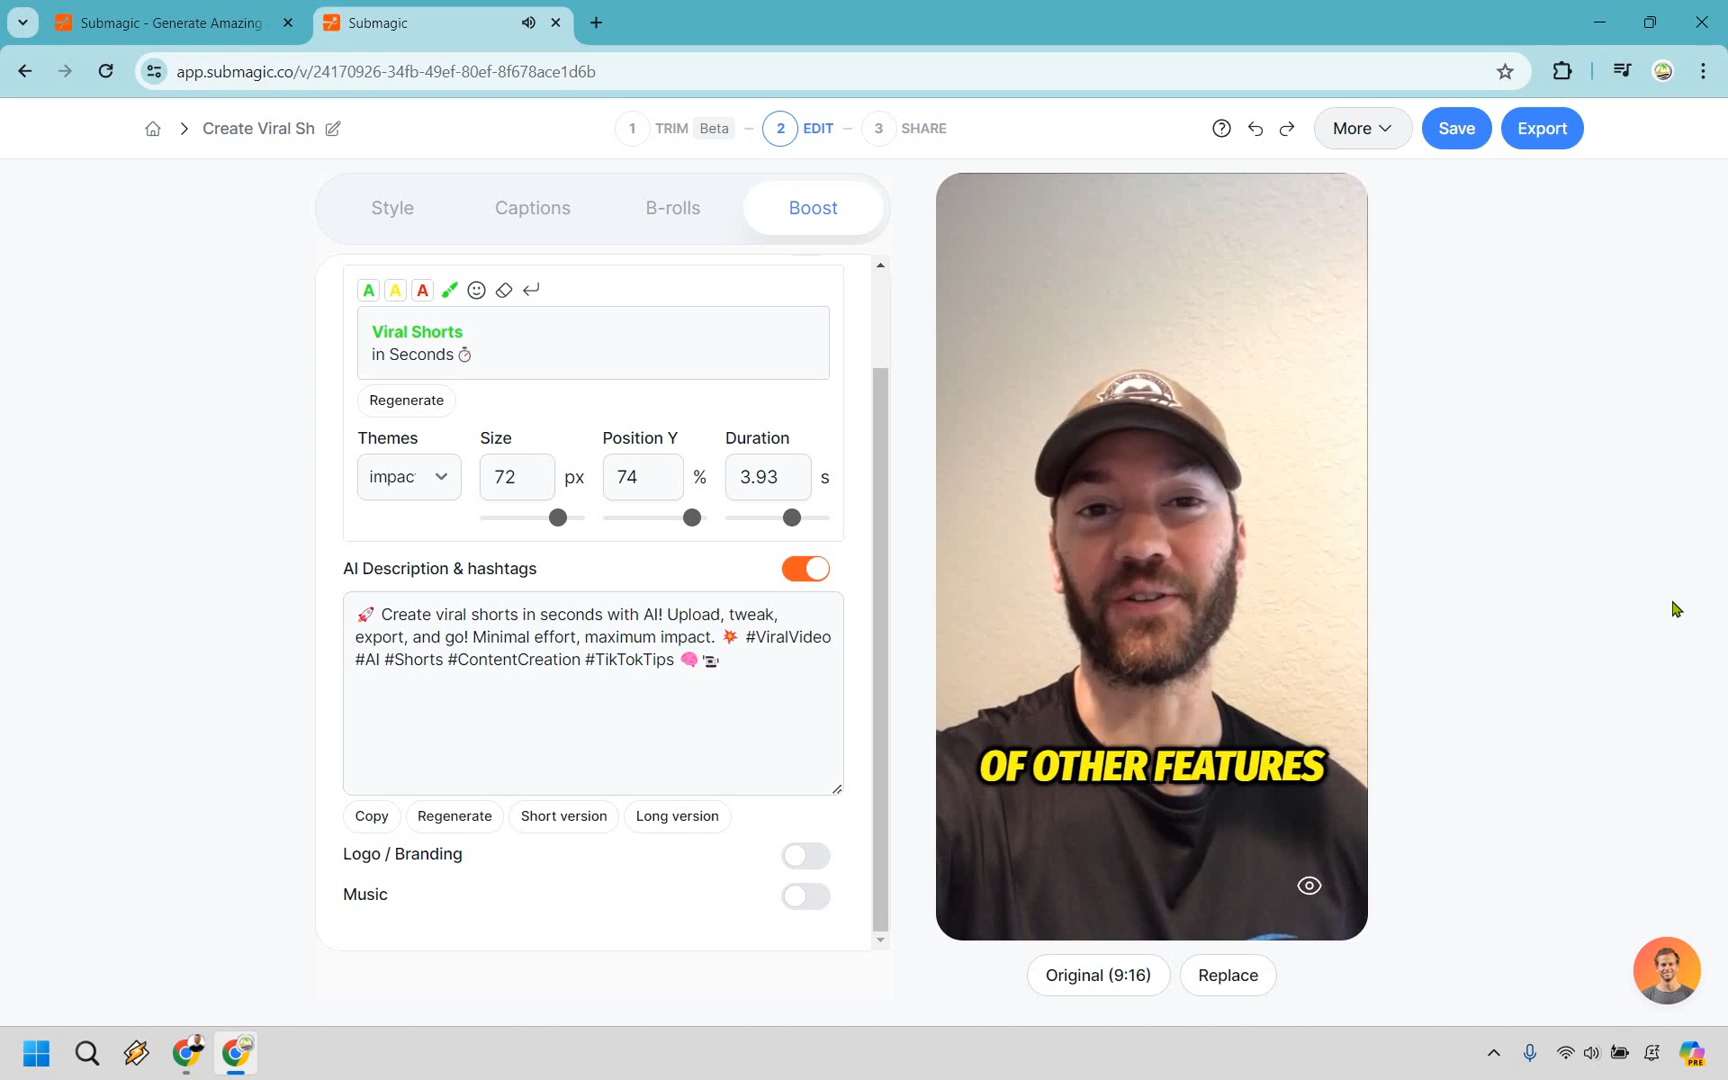 Submagic - Generate Amazing
Submagic
app.submagic.co/v/24170926-34fb-49ef-80ef-8f678ace1d6b
Create Viral Sh
1 TRIM Beta
2 EDIT
3 SHARE
More
Save
Export
Style
Captions
B-rolls
Boost
A A A
Viral Shorts
in Seconds ⏱
Regenerate
Themes
Size
Position Y
Duration
impac
72 px
74 %
3.93 s
AI Description & hashtags
🚀 Create viral shorts in seconds with AI! Upload, tweak,
export, and go! Minimal effort, maximum impact. 💥 #ViralVideo
#AI #Shorts #ContentCreation #TikTokTips 🧠📹
Copy
Regenerate
Short version
Long version
Logo / Branding
Music
OF OTHER FEATURES
Original (9:16)
Replace
PRE